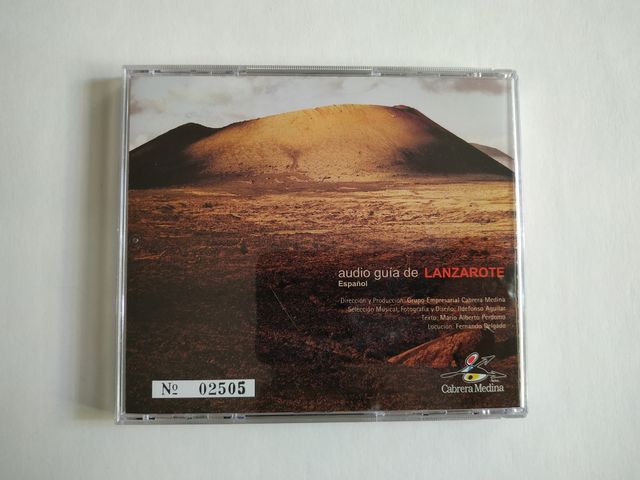 audio guía de LANZAROTE
Español
Dirección y Producción: Grupo Empresarial Cabrera Medina
Selección Musical, Fotografía y Diseño: Ildefonso Aguilar
Texto: Mario Alberto Perdomo
Locución: Fernando Delgado
Nº 02505
Cabrera Medina